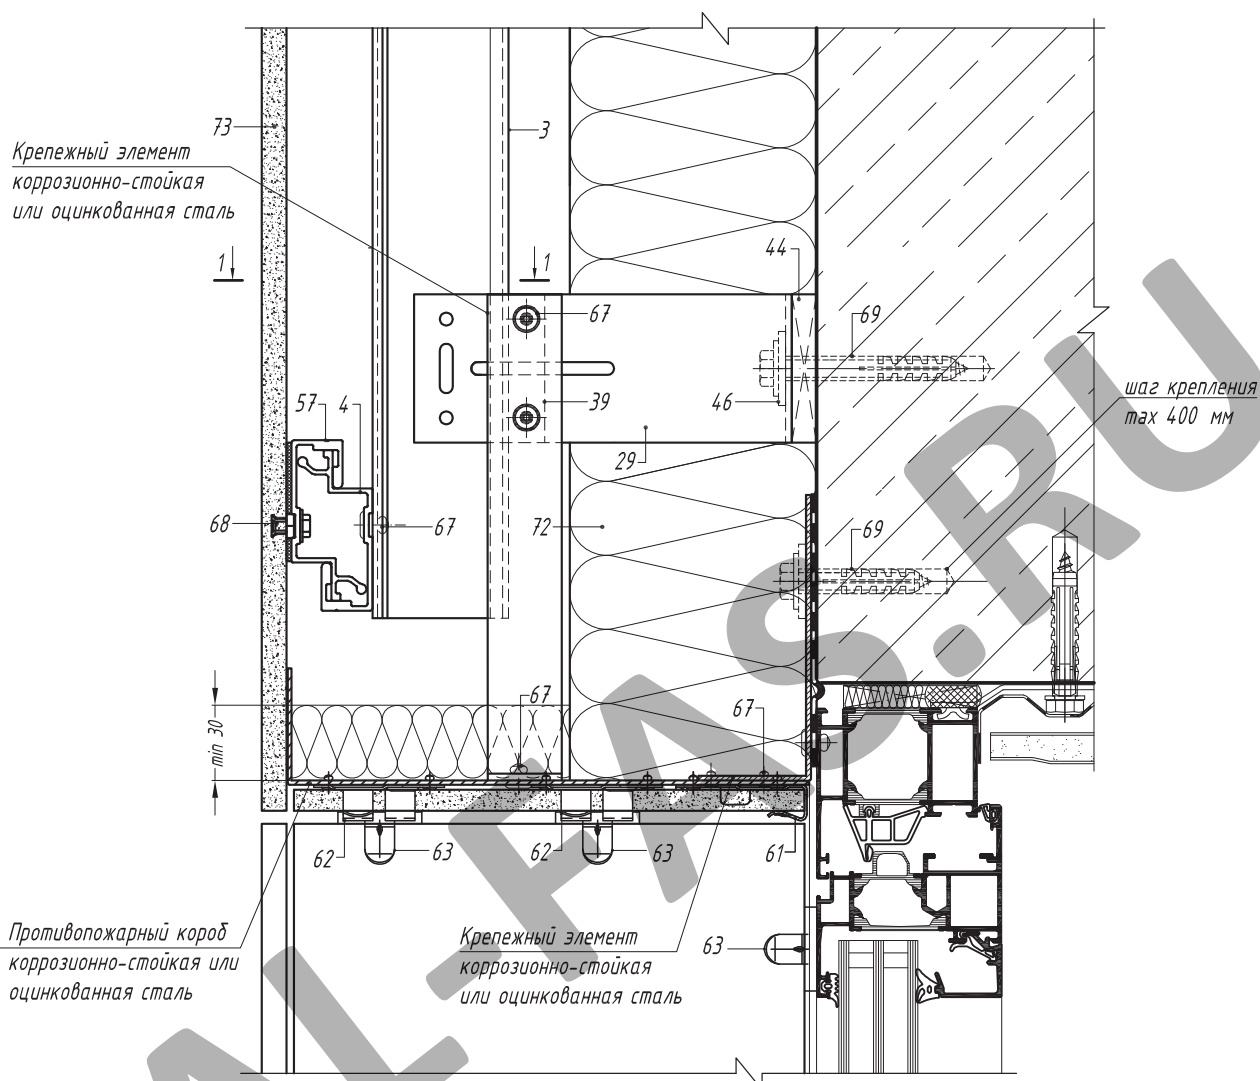 73
3
Крепежный элемент
коррозионно-стойкая
или оцинкованная сталь
1
1
44
67
69
57
4
39
46
шаг крепления
max 400 мм
29
68
67
72
69
min 30
67
67
62
63
62
63
61
Противопожарный короб
коррозионно-стойкая или
оцинкованная сталь
Крепежный элемент
коррозионно-стойкая
или оцинкованная сталь
63
AL-FAS.RU